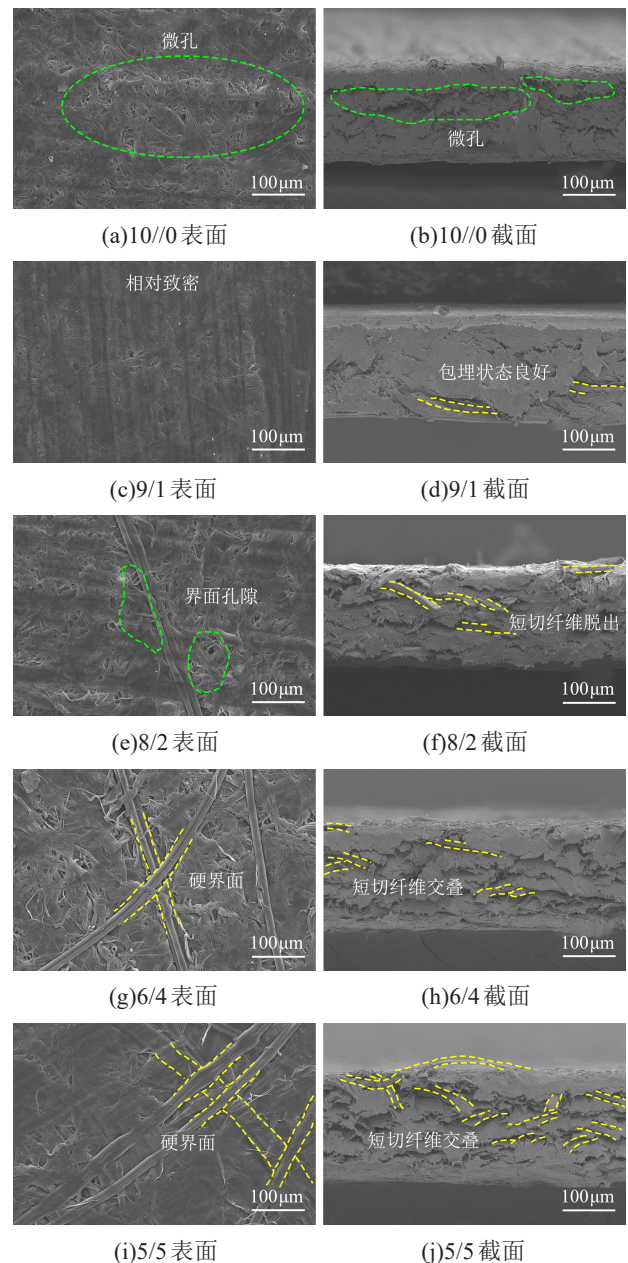 微孔
100μm
(a)10//0 表面
微孔
100μm
(b)10//0 截面
相对致密
100μm
(c)9/1 表面
包埋状态良好
100μm
(d)9/1 截面
界面孔隙
100μm
(e)8/2 表面
短切纤维脱出
100μm
(f)8/2 截面
硬界面
100μm
(g)6/4 表面
短切纤维交叠
100μm
(h)6/4 截面
硬界面
100μm
(i)5/5 表面
短切纤维交叠
100μm
(j)5/5 截面